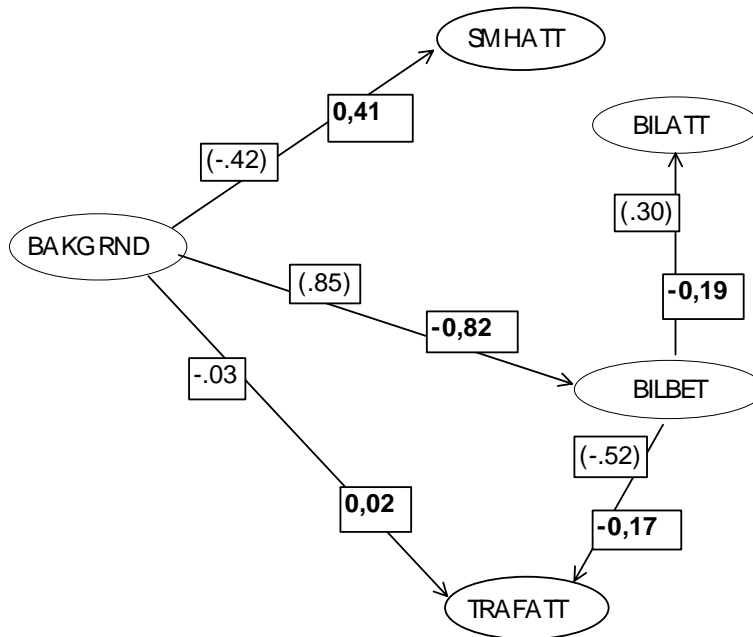 SMHATT
0,41
BILATT
(-.42)
(.30)
BAKGRND
(.85)
-0,19
-0,82
-.03
BILBET
(-.52)
0,02
-0,17
TRAFATT